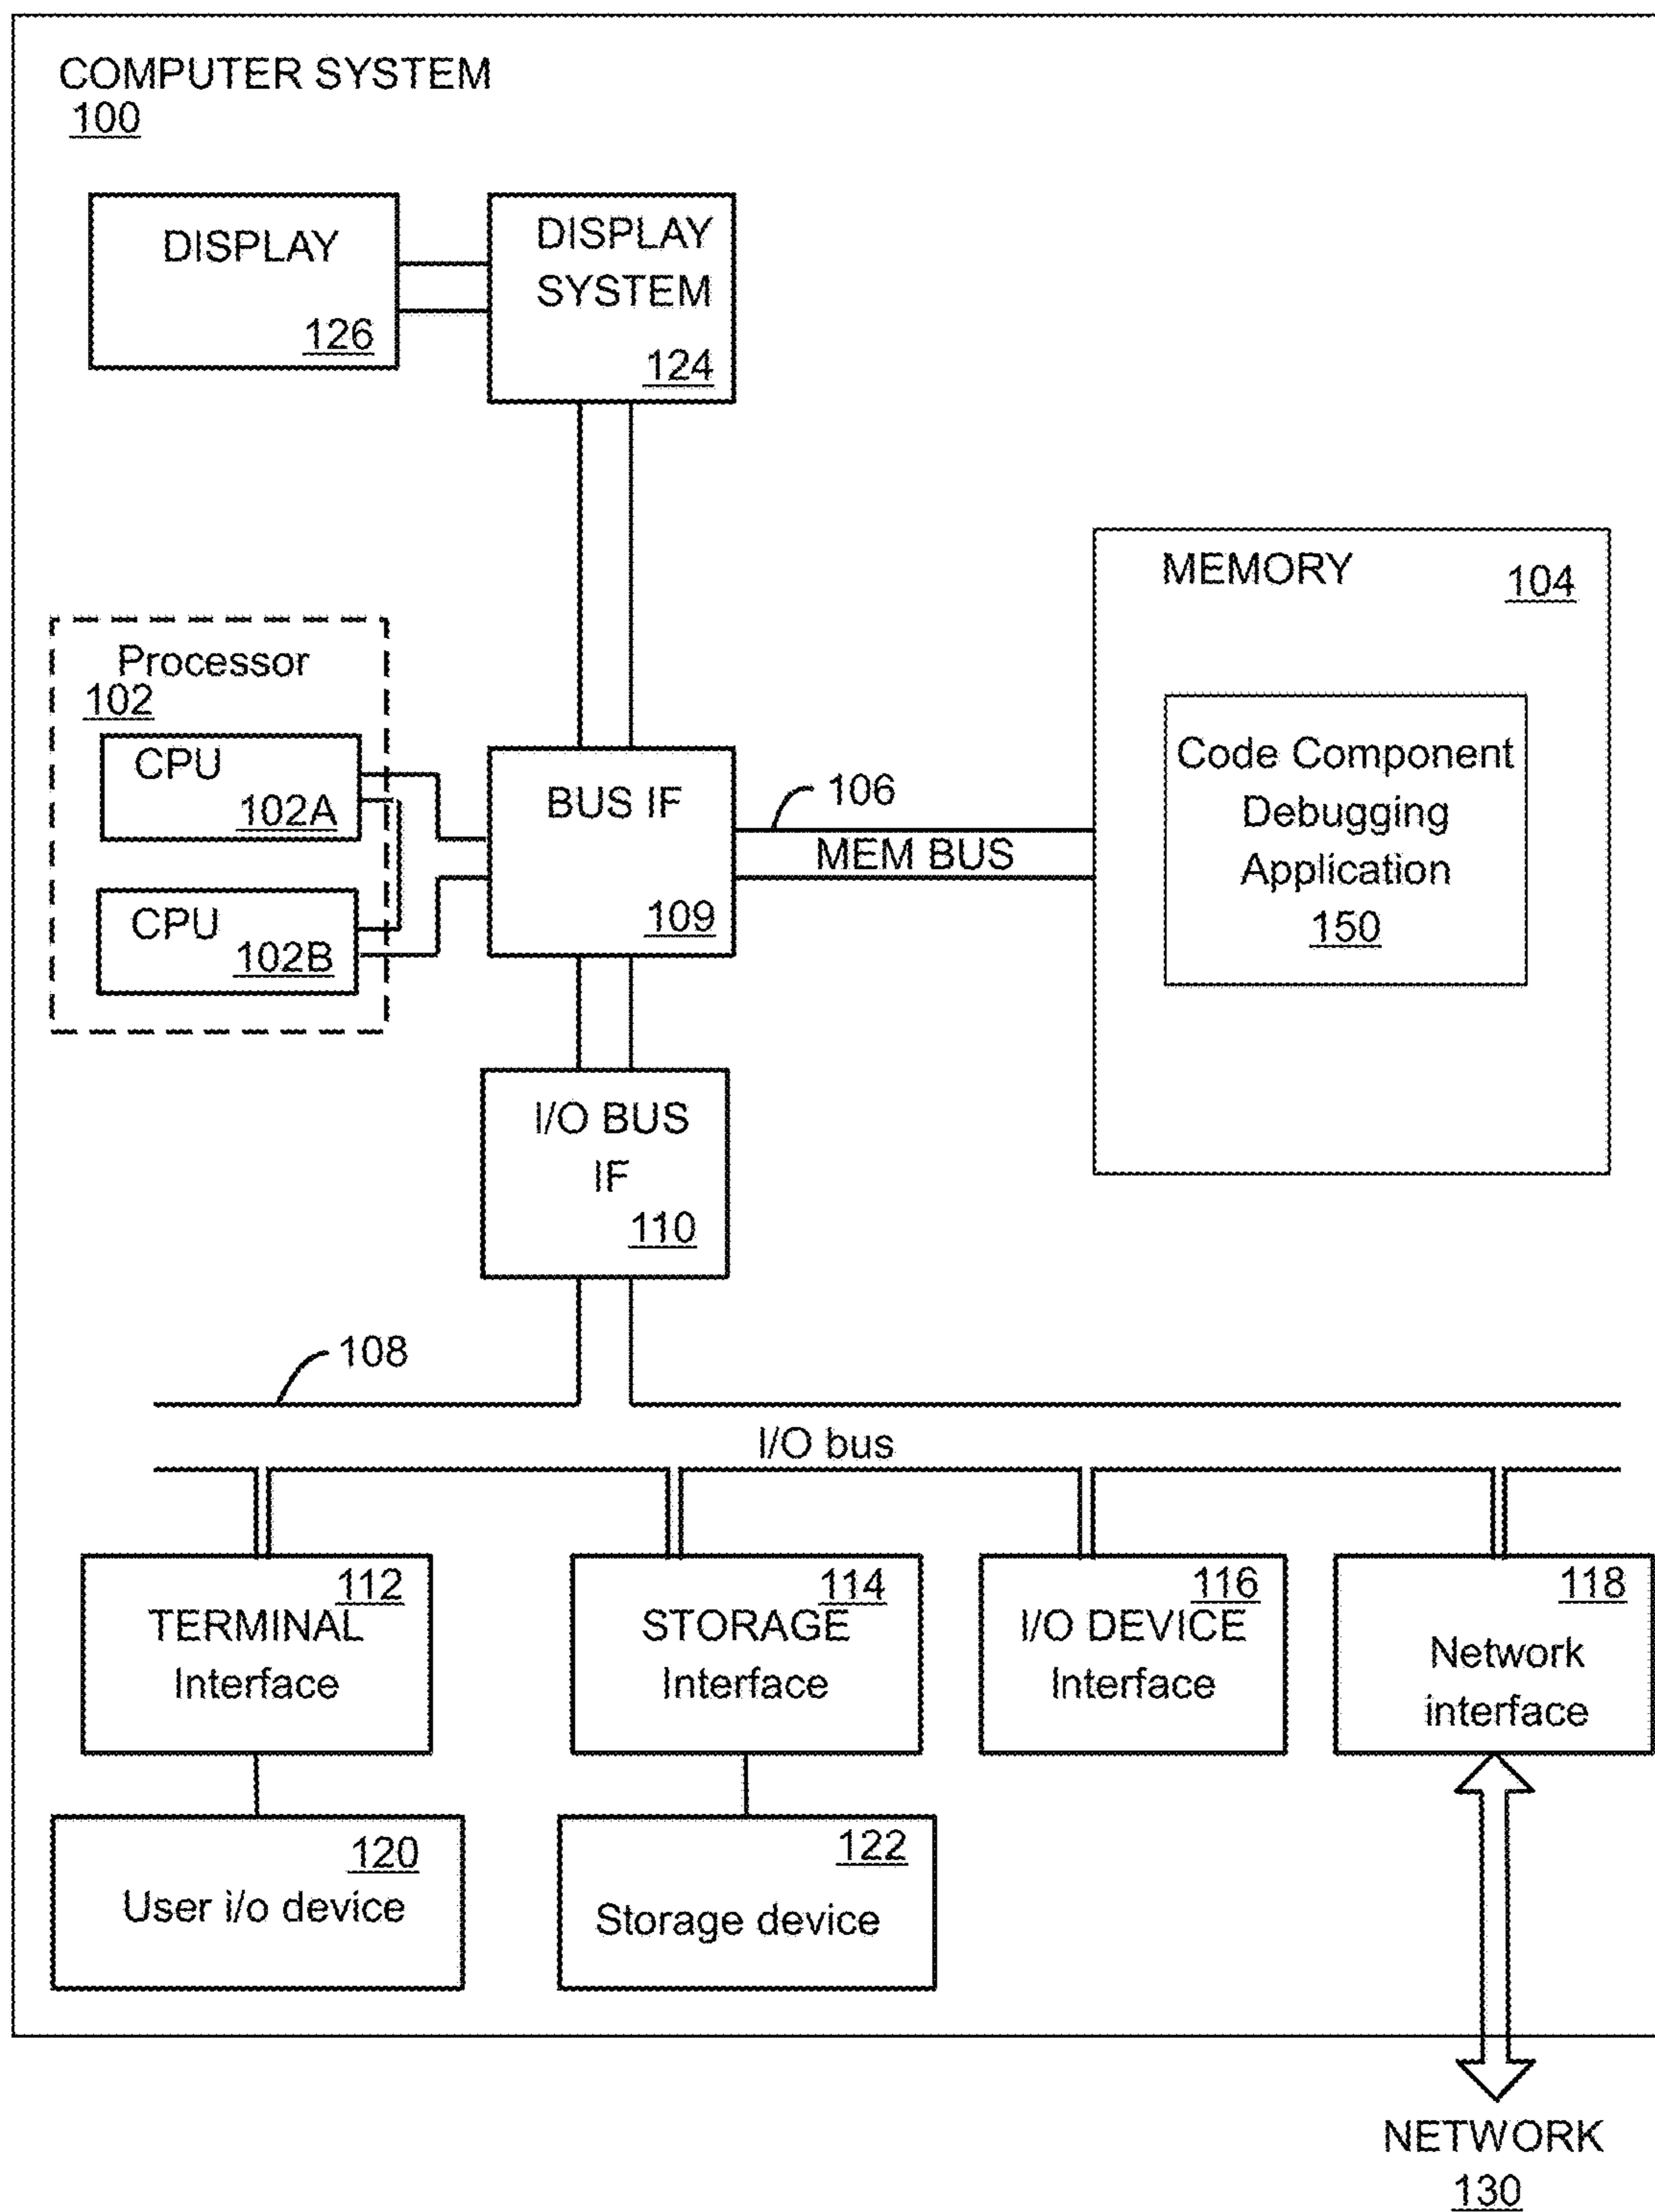 COMPUTER SYSTEM
100
DISPLAY
126
DISPLAY
SYSTEM
124
MEMORY
104
Code Component
Debugging
Application
150
Processor
102
CPU
102A
CPU
102B
BUS IF
109
106
MEM BUS
I/O BUS
IF
110
108
I/O bus
112
TERMINAL
Interface
114
STORAGE
Interface
116
I/O DEVICE
Interface
118
Network
interface
120
User i/o device
122
Storage device
NETWORK
130